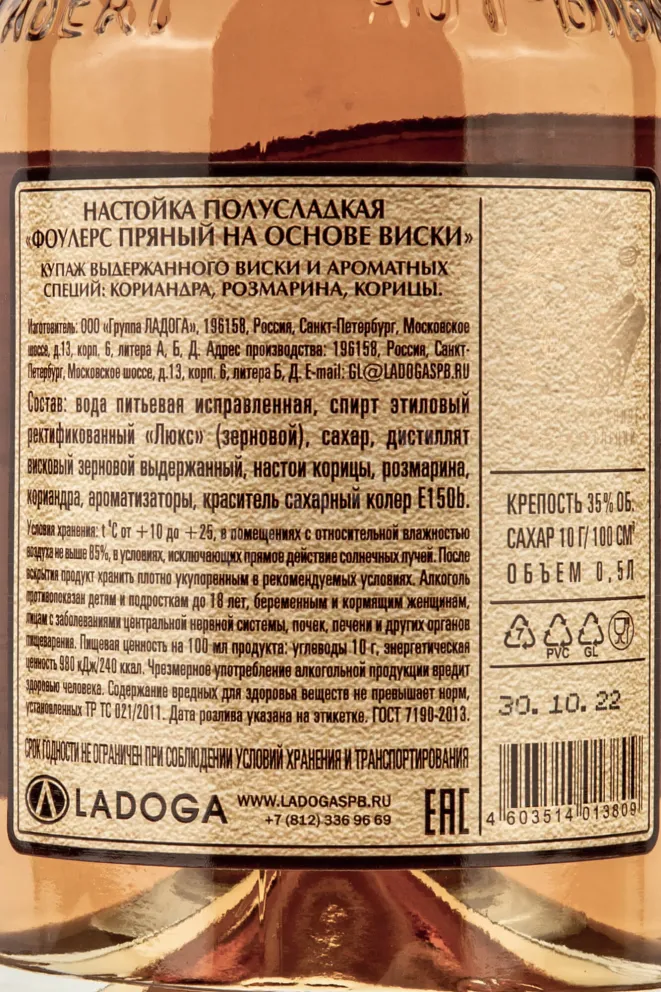 НАСТОЙКА ПОЛУСЛАДКАЯ
«ФОУЛЕРС ПРЯНЫЙ НА ОСНОВЕ ВИСКИ»
КУПАЖ ВЫДЕРЖАННОГО ВИСКИ И АРОМАТНЫХ
СПЕЦИЙ: КОРИАНДРА, РОЗМАРИНА, КОРИЦЫ.
Изготовитель: ООО «Группа ЛАДОГА», 196158, Россия, Санкт-Петербург, Московское
шоссе, д.13, корп. 6, литера А, Б, Д. Адрес производства: 196158, Россия, Санкт-
Петербург, Московское шоссе, д.13, корп. 6, литера Б, Д. E-mail: GL@LADOGASPB.RU
Состав: вода питьевая исправленная, спирт этиловый
ректификованный «Люкс» (зерновой), сахар, дистиллят
висковый зерновой выдержанный, настои корицы, розмарина,
кориандра, ароматизаторы, краситель сахарный колер Е150b.
Условия хранения: t °C от +10 до +25, в помещениях с относительной влажностью
воздуха не выше 85%, в условиях, исключающих прямое действие солнечных лучей. После
вскрытия продукт хранить плотно укупоренным в рекомендуемых условиях. Алкоголь
противопоказан детям и подросткам до 18 лет, беременным и кормящим женщинам,
лицам с заболеваниями центральной нервной системы, почек, печени и других органов
пищеварения. Пищевая ценность на 100 мл продукта: углеводы 10 г, энергетическая
ценность 980 кДж/240 ккал. Чрезмерное употребление алкогольной продукции вредит
здоровью человека. Содержание вредных для здоровья веществ не превышает норм,
установленных ТР ТС 021/2011. Дата розлива указана на этикетке. ГОСТ 7190-2013.
СРОК ГОДНОСТИ НЕ ОГРАНИЧЕН ПРИ СОБЛЮДЕНИИ УСЛОВИЙ ХРАНЕНИЯ И ТРАНСПОРТИРОВАНИЯ
LADOGA
WWW.LADOGASPB.RU
+7 (812) 336 96 69
EAC
КРЕПОСТЬ 35% ОБ.
САХАР 10 Г/ 100 СМ³
ОБЪЕМ 0,5Л
PVC GL
30.10.22
4 603514 013809